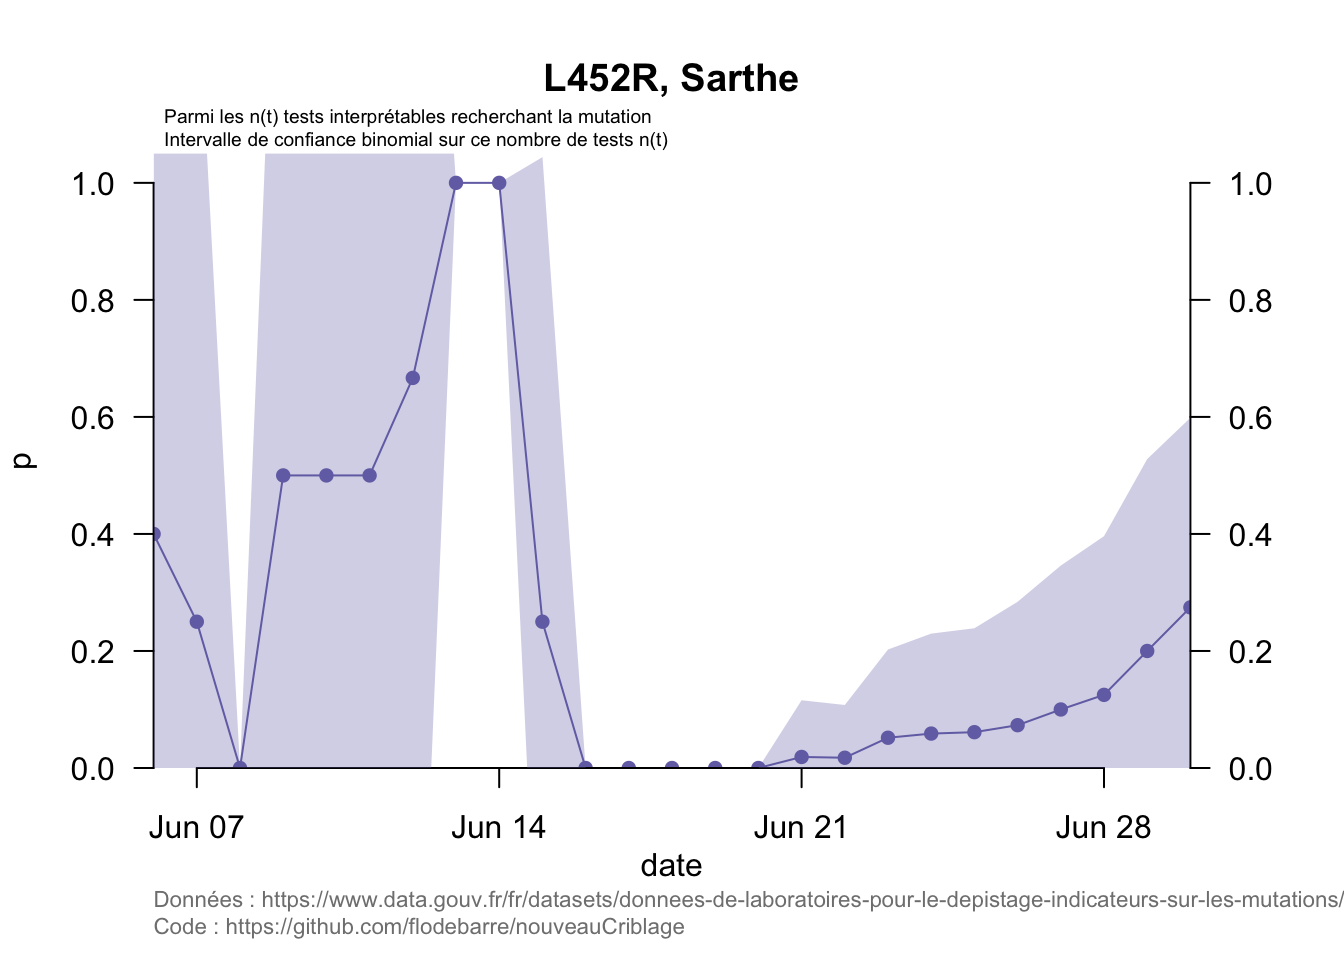 L452R, Sarthe
Parmi les n(t) tests interprétables recherchant la mutation
Intervalle de confiance binomial sur ce nombre de tests n(t)
1.0
0.8
0.6
0.4
0.2
0.0
p
1.0
0.8
0.6
0.4
0.2
0.0
Jun 07 Jun 14 Jun 21 Jun 28
date
Données : https://www.data.gouv.fr/fr/datasets/donnees-de-laboratoires-pour-le-depistage-indicateurs-sur-les-mutations/
Code : https://github.com/flodebarre/nouveauCriblage